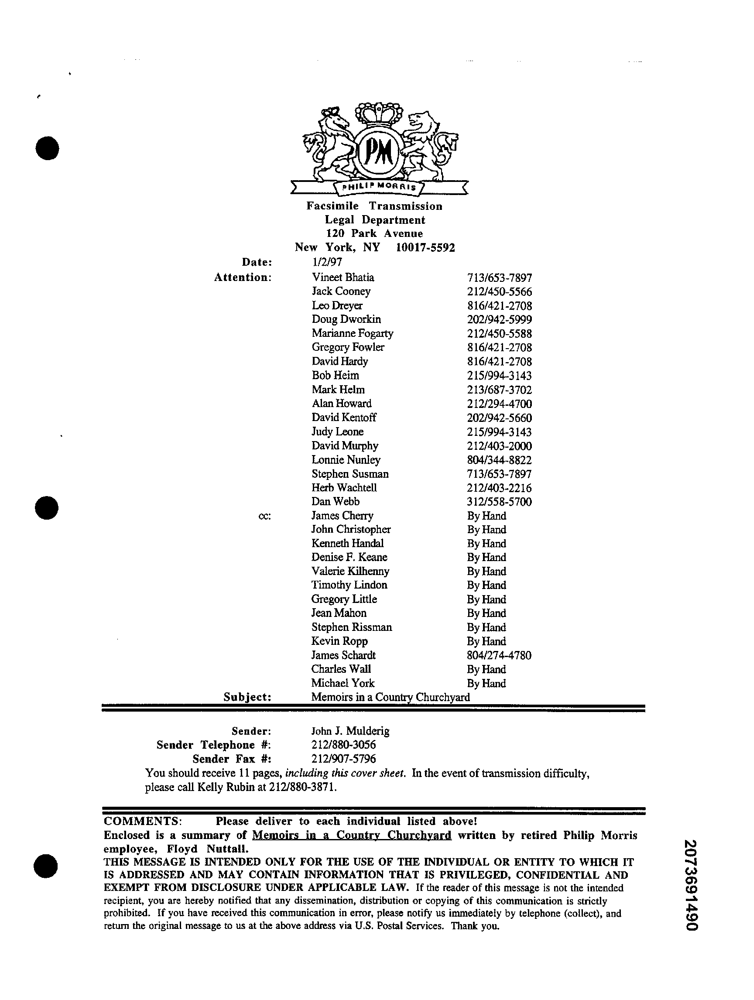 PM
PHILIP MORRIS
Facsimile Transmission
Legal Department
120 Park Avenue
New York, NY 10017-5592
Date: 1/2/97
Attention: Vineet Bhatia 713/653-7897
Jack Cooney 212/450-5566
Leo Dreyer 816/421-2708
Doug Dworkin 202/942-5999
Marianne Fogarty 212/450-5588
Gregory Fowler 816/421-2708
David Hardy 816/421-2708
Bob Heim 215/994-3143
Mark Helm 213/687-3702
Alan Howard 212/294-4700
David Kentoff 202/942-5660
Judy Leone 215/994-3143
David Murphy 212/403-2000
Lonnie Nunley 804/344-8822
Stephen Susman 713/653-7897
Herb Wachtell 212/403-2216
Dan Webb 312/558-5700
cc: James Cherry By Hand
John Christopher By Hand
Kenneth Handal By Hand
Denise F. Keane By Hand
Valerie Kilhenny By Hand
Timothy Lindon By Hand
Gregory Little By Hand
Jean Mahon By Hand
Stephen Rissman By Hand
Kevin Ropp By Hand
James Schardt 804/274-4780
Charles Wall By Hand
Michael York By Hand
Subject: Memoirs in a Country Churchyard
Sender: John J. Mulderig
Sender Telephone #: 212/880-3056
Sender Fax #: 212/907-5796
You should receive 11 pages, including this cover sheet. In the event of transmission difficulty,
please call Kelly Rubin at 212/880-3871.
COMMENTS: Please deliver to each individual listed above!
Enclosed is a summary of Memoirs in a Country Churchyard written by retired Philip Morris
employee, Floyd Nuttall.
THIS MESSAGE IS INTENDED ONLY FOR THE USE OF THE INDIVIDUAL OR ENTITY TO WHICH IT
IS ADDRESSED AND MAY CONTAIN INFORMATION THAT IS PRIVILEGED, CONFIDENTIAL AND
EXEMPT FROM DISCLOSURE UNDER APPLICABLE LAW. If the reader of this message is not the intended
recipient, you are hereby notified that any dissemination, distribution or copying of this communication is strictly
prohibited. If you have received this communication in error, please notify us immediately by telephone (collect), and
return the original message to us at the above address via U.S. Postal Services. Thank you.
2073691490